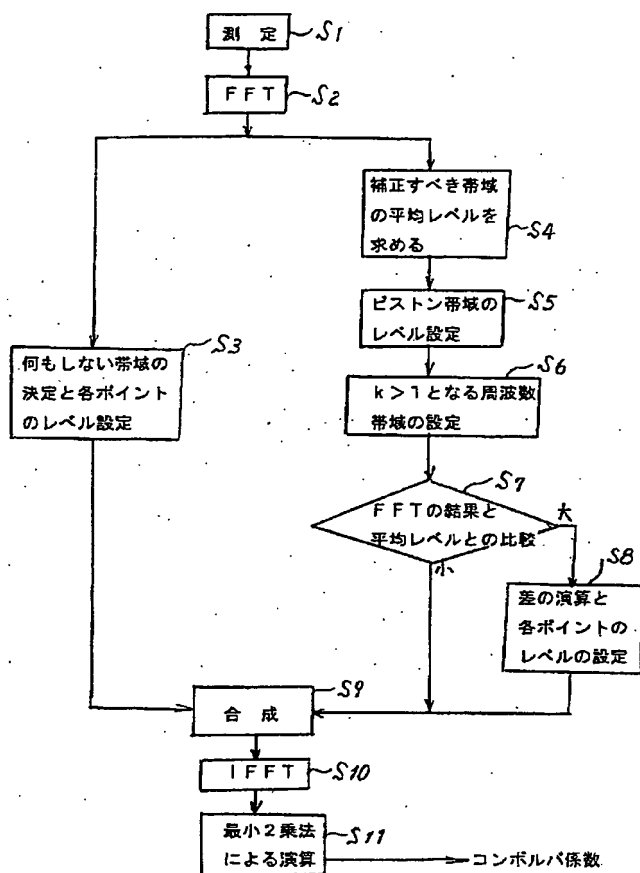 測定
S1
FFT
S2
補正すべき帯域
の平均レベルを
求める
S4
ピストン帯域の
レベル設定
S5
何もしない帯域の
決定と各ポイント
のレベル設定
S3
k>1となる周波数
帯域の設定
S6
FFTの結果と
平均レベルとの比較
S7
大
小
差の演算と
各ポイントの
レベルの設定
S8
合成
S9
IFFT
S10
最小2乗法
による演算
S11
コンボルバ係数